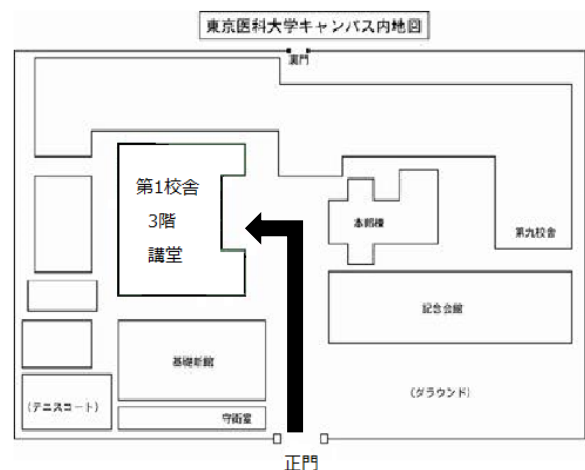 東京医科大学キャンパス内地図
裏門
第1校舎
3階
講堂
本部棟
第九校舎
記念会館
基礎新館
(グラウンド)
(テニスコート)
守衛室
正門